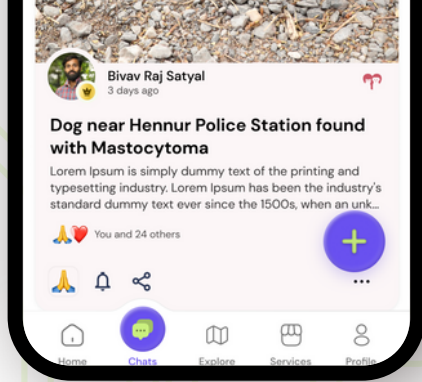 Bivav Raj Satyal
3 days ago
Dog near Hennur Police Station found
with Mastocytoma
Lorem Ipsum is simply dummy text of the printing and
typesetting industry. Lorem Ipsum has been the industry's
standard dummy text ever since the 1500s, when an unk...
You and 24 others
Home
Chats
Explore
Services
Profile